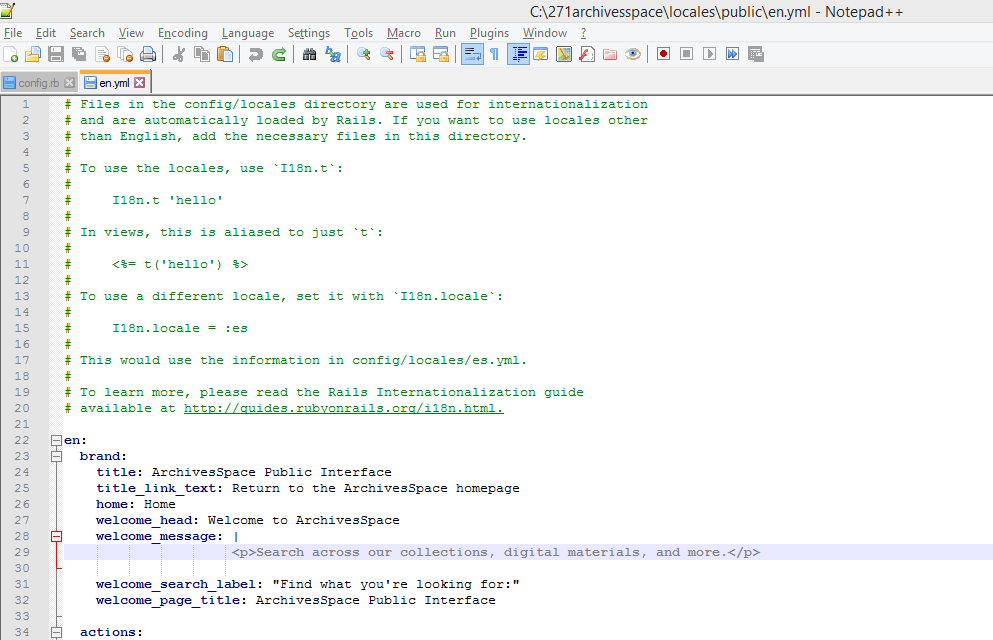 C:\271archivesspace\locales\public\en.yml - Notepad++
File Edit Search View Encoding Language Settings Tools Macro Run Plugins Window ?
config.rb en.yml
1 # Files in the config/locales directory are used for internationalization
2 # and are automatically loaded by Rails. If you want to use locales other
3 # than English, add the necessary files in this directory.
4 #
5 # To use the locales, use `I18n.t`:
6 #
7 #     I18n.t 'hello'
8 #
9 # In views, this is aliased to just `t`:
10 #
11 #     <%= t('hello') %>
12 #
13 # To use a different locale, set it with `I18n.locale`:
14 #
15 #     I18n.locale = :es
16 #
17 # This would use the information in config/locales/es.yml.
18 #
19 # To learn more, please read the Rails Internationalization guide
20 # available at http://guides.rubyonrails.org/i18n.html.
21
22 en:
23   brand:
24     title: ArchivesSpace Public Interface
25     title_link_text: Return to the ArchivesSpace homepage
26     home: Home
27     welcome_head: Welcome to ArchivesSpace
28     welcome_message: |
29                      <p>Search across our collections, digital materials, and more.</p>
30
31     welcome_search_label: "Find what you're looking for:"
32     welcome_page_title: ArchivesSpace Public Interface
33
34   actions: